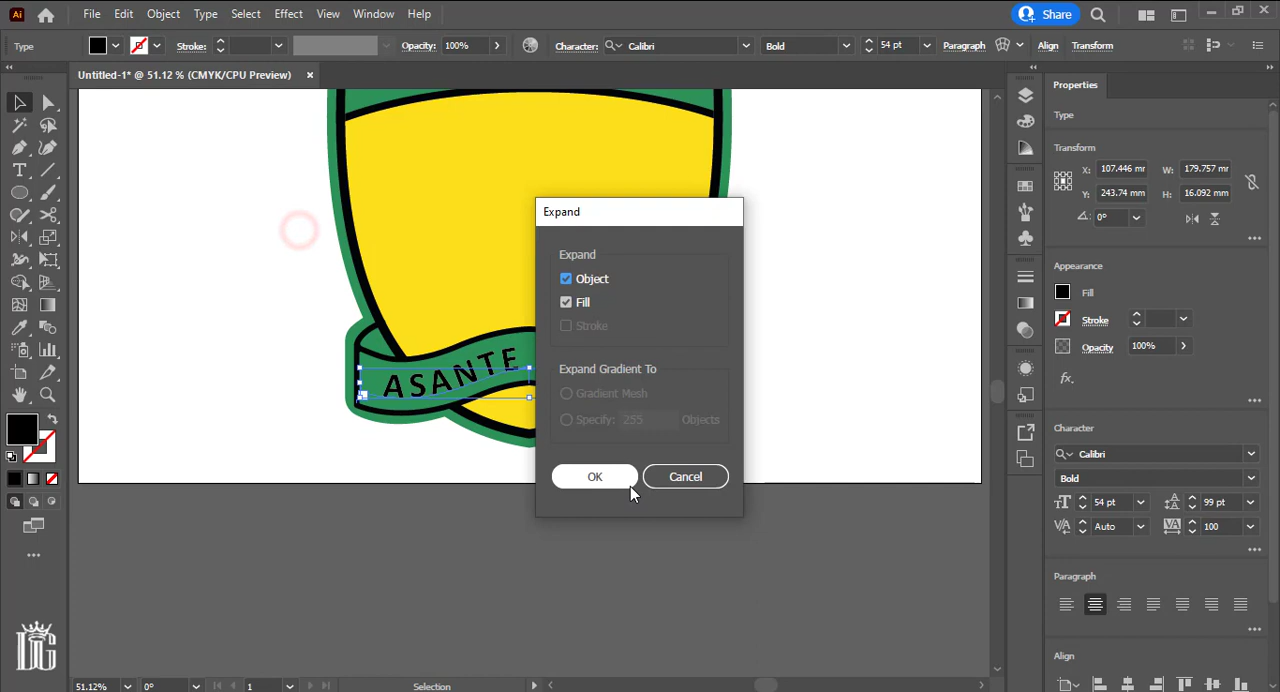 Ai File Edit Object Type Select Effect View Window Help Share
Type Stroke: Opacity: 100% Character: Calibri Bold 54 pt Paragraph Align Transform
Untitled-1* @ 51.12 % (CMYK/CPU Preview) ×
Properties
Type
Transform
X: 107.446 mr W: 179.757 mr
Y: 243.74 mm H: 16.092 mm
0°
Appearance
Fill
Stroke
Opacity 100%
fx.
Character
Calibri
Bold
54 pt 99 pt
Auto 100
Paragraph
Align
Expand
Expand
Object
Fill
Stroke
Expand Gradient To
Gradient Mesh
Specify: 255 Objects
OK Cancel
ASANTE
DG
51.12% 0° 1 Selection